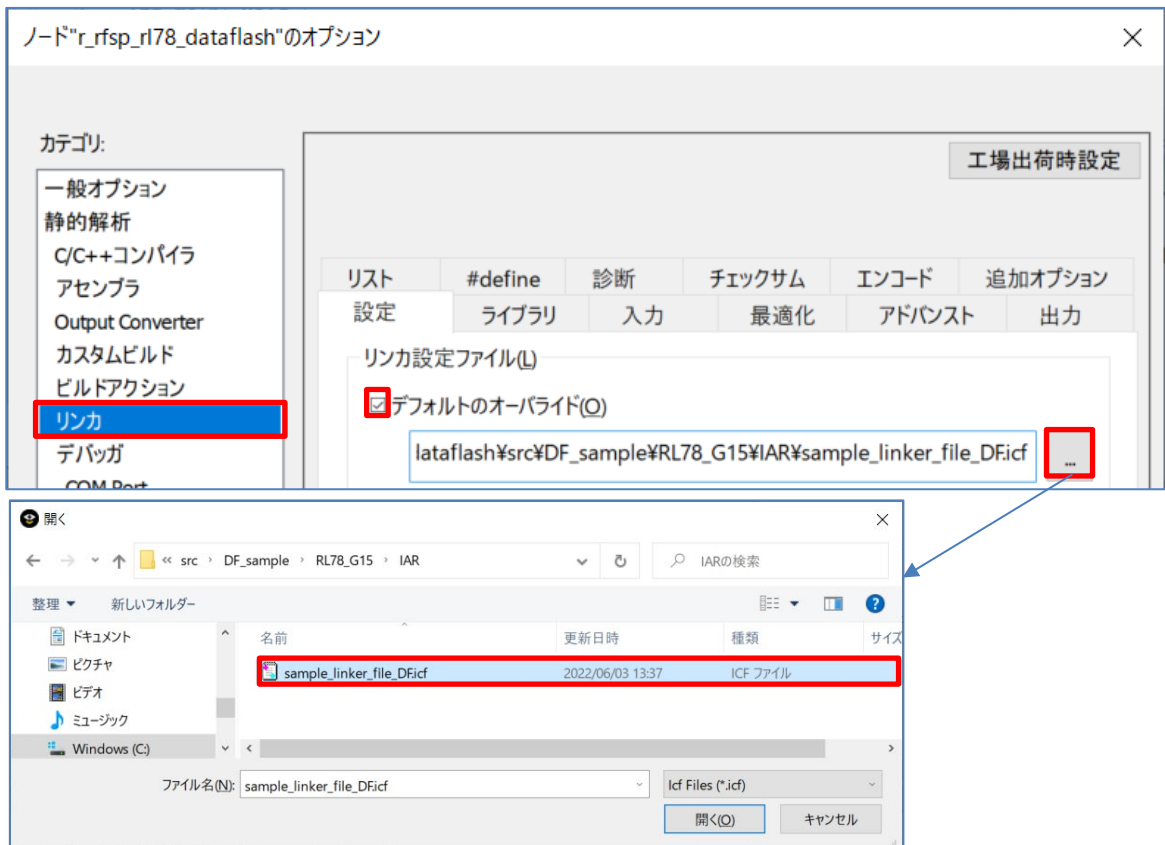 ノード"r_rfsp_rl78_dataflash"のオプション
カテゴリ:
工場出荷時設定
一般オプション
静的解析
C/C++コンパイラ
アセンブラ
Output Converter
カスタムビルド
ビルドアクション
リンカ
デバッガ
COM Port
リスト #define 診断 チェックサム エンコード 追加オプション
設定 ライブラリ 入力 最適化 アドバンスト 出力
リンカ設定ファイル(L)
デフォルトのオーバライド(O)
lataflash¥src¥DF_sample¥RL78_G15¥IAR¥sample_linker_file_DF.icf
...
開く
« src › DF_sample › RL78_G15 › IAR
IARの検索
整理 新しいフォルダー
ドキュメント
ピクチャ
ビデオ
ミュージック
Windows (C:)
名前 更新日時 種類 サイズ
sample_linker_file_DF.icf 2022/06/03 13:37 ICF ファイル
ファイル名(N): sample_linker_file_DF.icf
Icf Files (*.icf)
開く(O) キャンセル